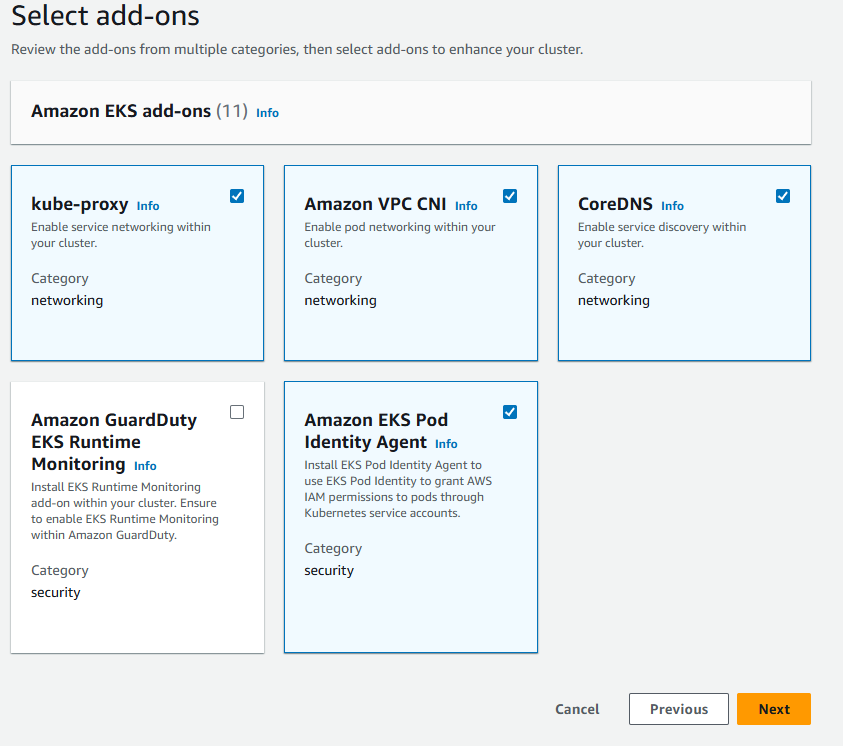 Select add-ons
Review the add-ons from multiple categories, then select add-ons to enhance your cluster.
Amazon EKS add-ons (11) Info
kube-proxy Info
Enable service networking within
your cluster.
Category
networking
Amazon VPC CNI Info
Enable pod networking within your
cluster.
Category
networking
CoreDNS Info
Enable service discovery within
your cluster.
Category
networking
Amazon GuardDuty
EKS Runtime
Monitoring Info
Install EKS Runtime Monitoring
add-on within your cluster. Ensure
to enable EKS Runtime Monitoring
within Amazon GuardDuty.
Category
security
Amazon EKS Pod
Identity Agent Info
Install EKS Pod Identity Agent to
use EKS Pod Identity to grant AWS
IAM permissions to pods through
Kubernetes service accounts.
Category
security
Cancel
Previous
Next